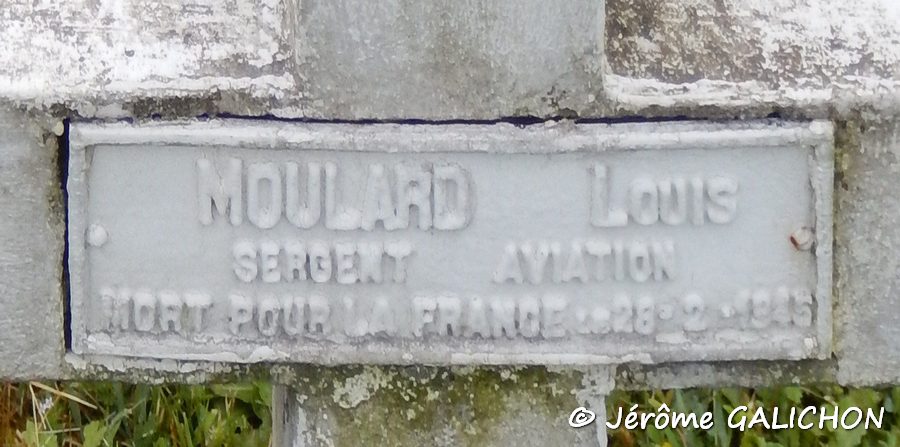 MOULARD LOUIS
SERGENT AVIATION
MORT POUR LA FRANCE LE 28-2-1945
© Jérôme GALICHON